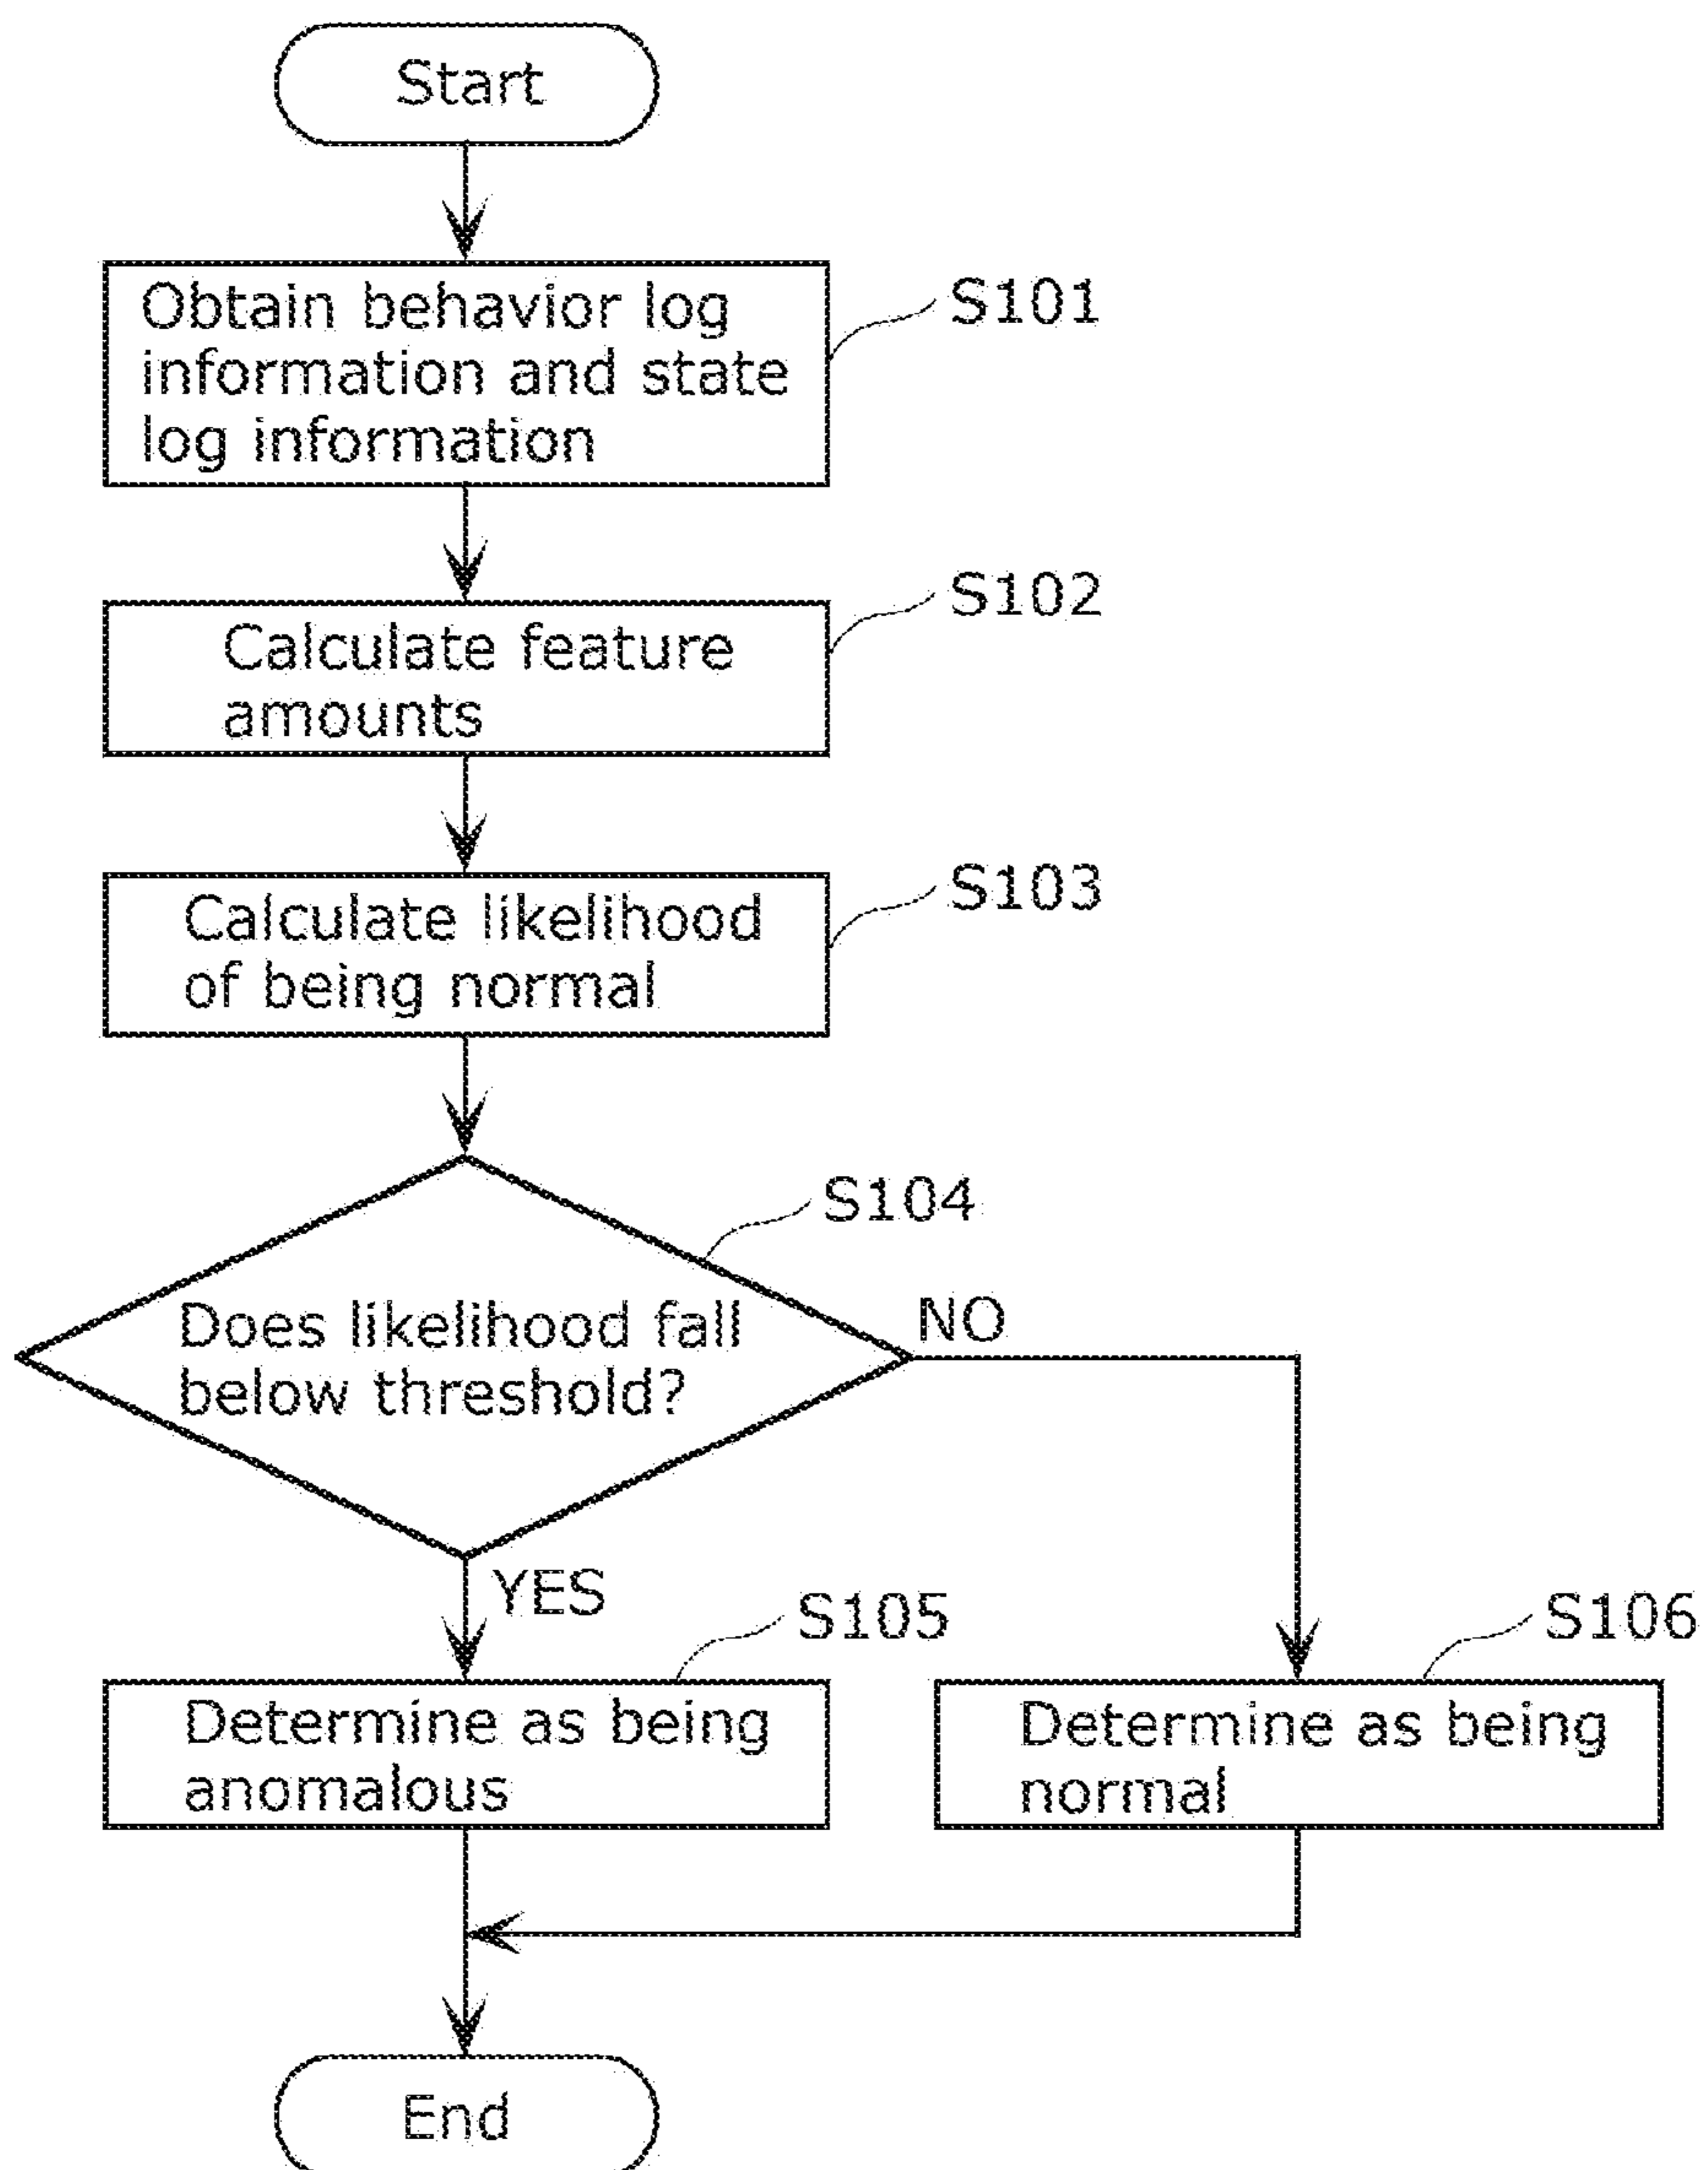 Start
Obtain behavior log
information and state
log information
S101
Calculate feature
amounts
S102
Calculate likelihood
of being normal
S103
Does likelihood fall
below threshold?
S104
NO
YES
Determine as being
anomalous
S105
Determine as being
normal
S106
End